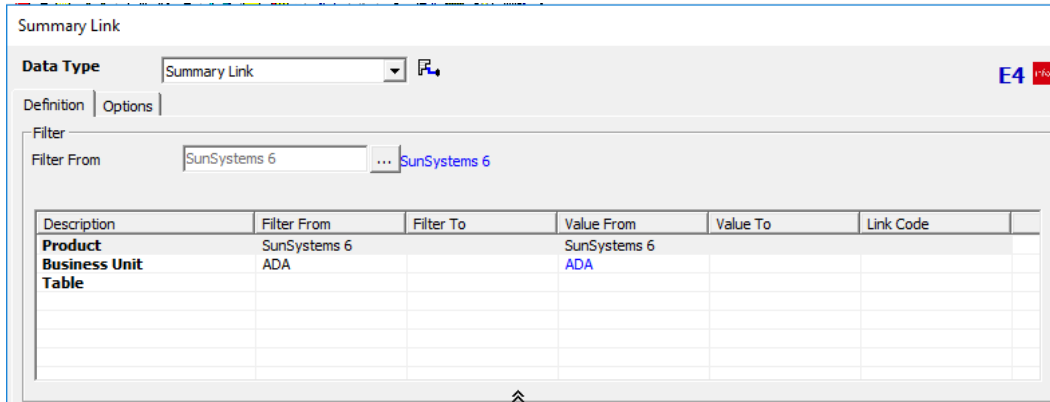 Summary Link
Data Type Summary Link E4
Definition Options
Filter
Filter From SunSystems 6 ... SunSystems 6
Description Filter From Filter To Value From Value To Link Code
Product SunSystems 6 SunSystems 6
Business Unit ADA ADA
Table